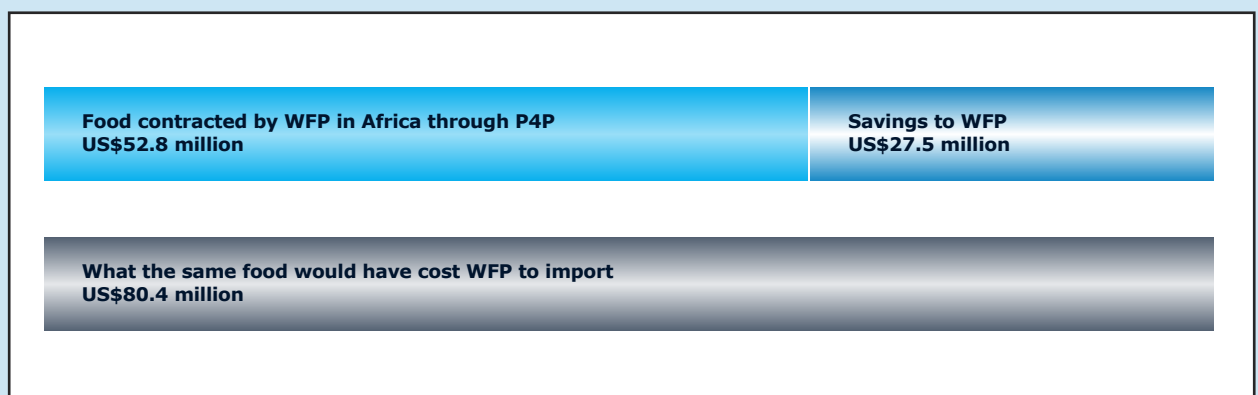 Food contracted by WFP in Africa through P4P
US$52.8 million
Savings to WFP
US$27.5 million
What the same food would have cost WFP to import
US$80.4 million